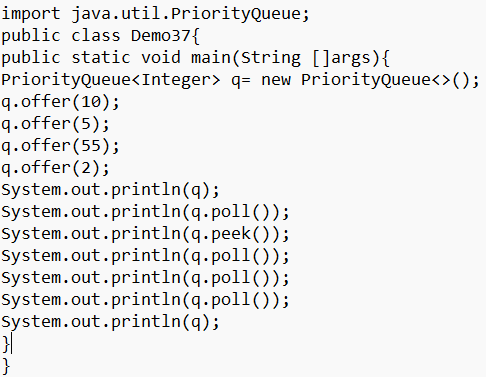 import java.util.PriorityQueue;
public class Demo37{
public static void main(String []args){
PriorityQueue<Integer> q= new PriorityQueue<>();
q.offer(10);
q.offer(5);
q.offer(55);
q.offer(2);
System.out.println(q);
System.out.println(q.poll());
System.out.println(q.peek());
System.out.println(q.poll());
System.out.println(q.poll());
System.out.println(q.poll());
System.out.println(q);
}
}